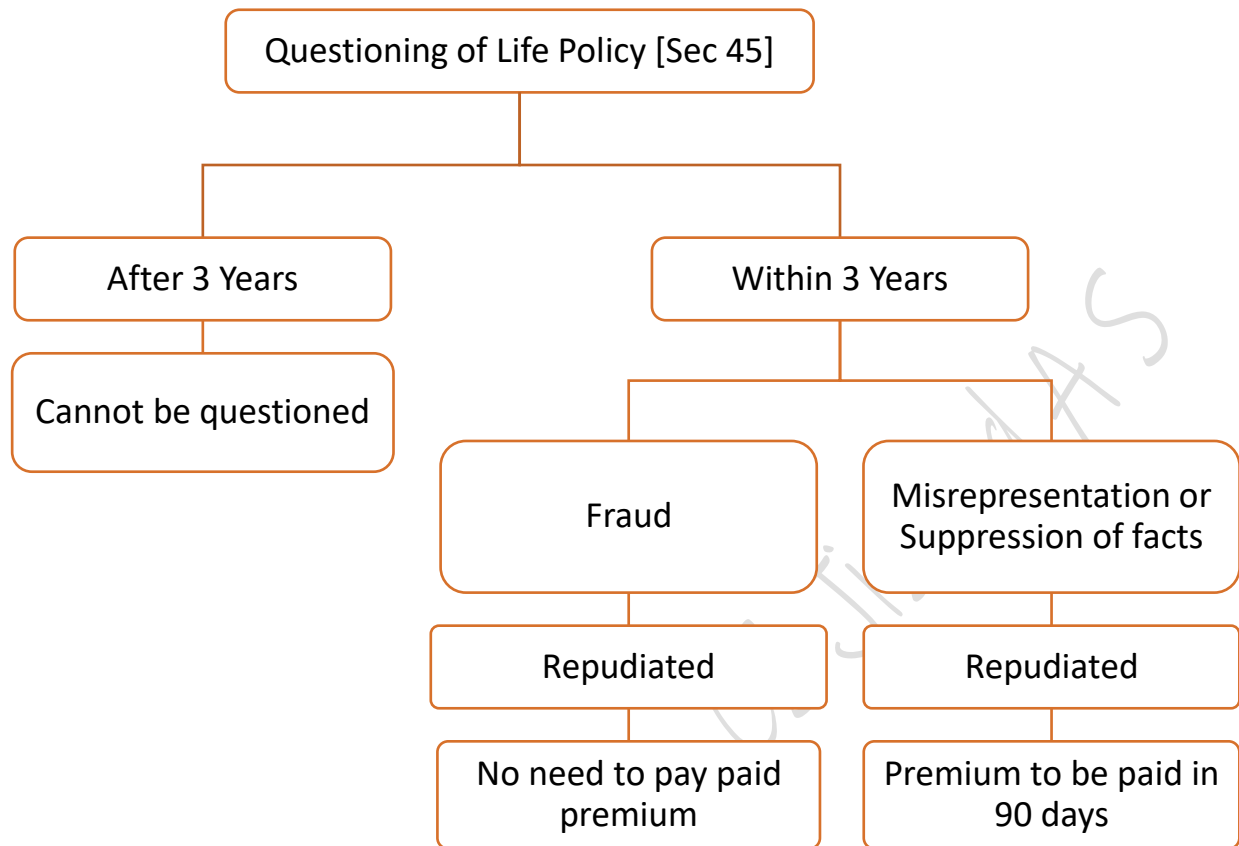 Questioning of Life Policy [Sec 45]
After 3 Years
Within 3 Years
Cannot be questioned
Fraud
Misrepresentation or
Suppression of facts
Repudiated
Repudiated
No need to pay paid
premium
Premium to be paid in
90 days